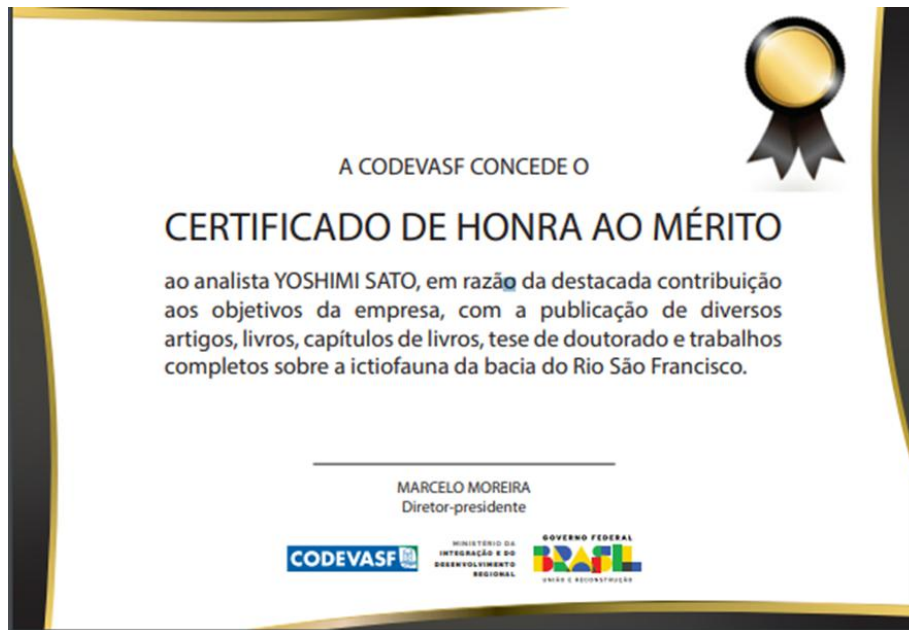 A CODEVASF CONCEDE O
CERTIFICADO DE HONRA AO MÉRITO
ao analista YOSHIMI SATO, em razão da destacada contribuição
aos objetivos da empresa, com a publicação de diversos
artigos, livros, capítulos de livros, tese de doutorado e trabalhos
completos sobre a ictiofauna da bacia do Rio São Francisco.
MARCELO MOREIRA
Diretor-presidente
CODEVASF
MINISTÉRIO DA
INTEGRAÇÃO E DO
DESENVOLVIMENTO
REGIONAL
GOVERNO FEDERAL
BRASIL
UNIÃO E RECONSTRUÇÃO